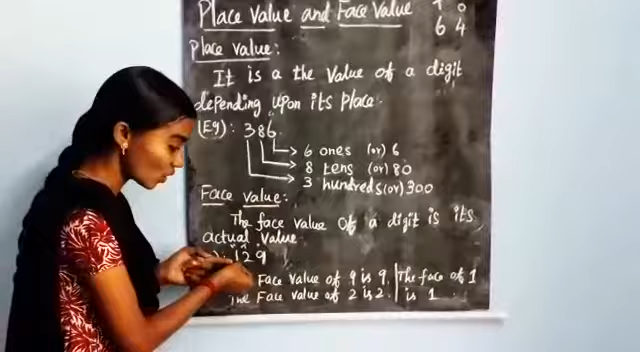 Place Value and Face Value
6 4
Place value:
It is a the value of a digit
depending upon its place.
(Eg): 386
6 ones (or) 6
8 tens (or) 80
3 hundreds (or) 300
Face value:
The face value of a digit is its
actual value
129
Face value of 9 is 9. | The face of 1
The Face value of 2 is 2. | is 1